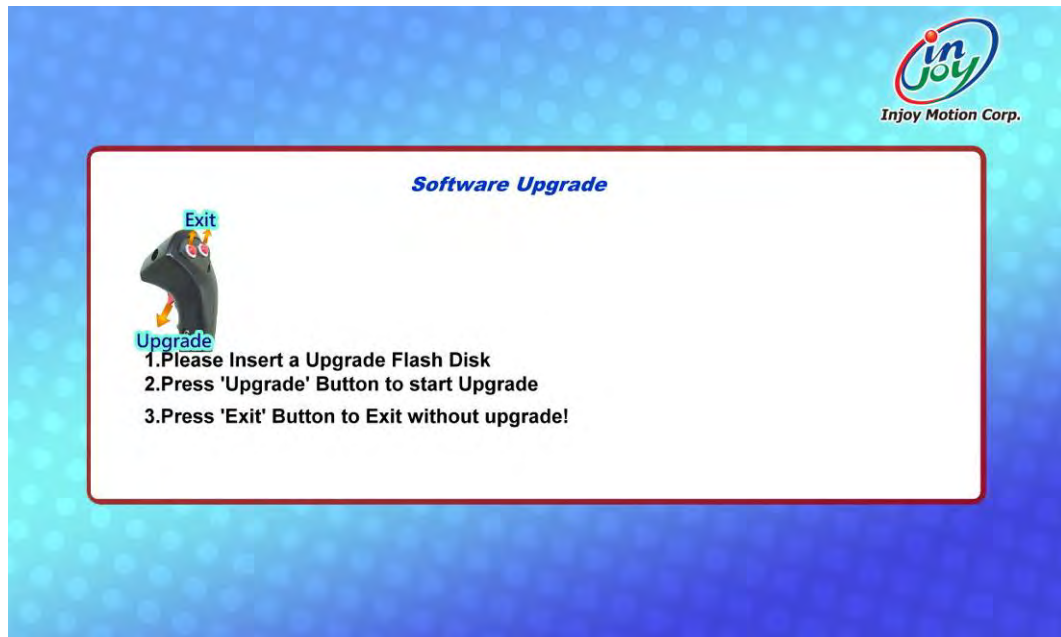 in
joy
Injoy Motion Corp.
Software Upgrade
Exit
Upgrade
1.Please Insert a Upgrade Flash Disk
2.Press 'Upgrade' Button to start Upgrade
3.Press 'Exit' Button to Exit without upgrade!